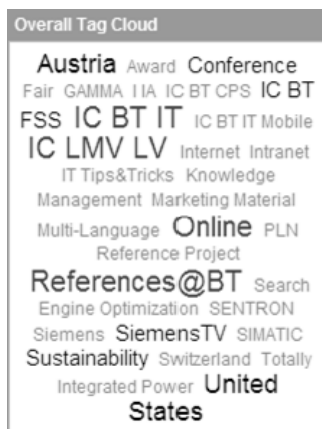 Overall Tag Cloud
Austria Award Conference
Fair GAMMA IIA IC BT CPS IC BT
FSS IC BT IT IC BT IT Mobile
IC LMV LV Internet Intranet
IT Tips&Tricks Knowledge
Management Marketing Material
Multi-Language Online PLN
Reference Project
References@BT Search
Engine Optimization SENTRON
Siemens SiemensTV SIMATIC
Sustainability Switzerland Totally
Integrated Power United
States